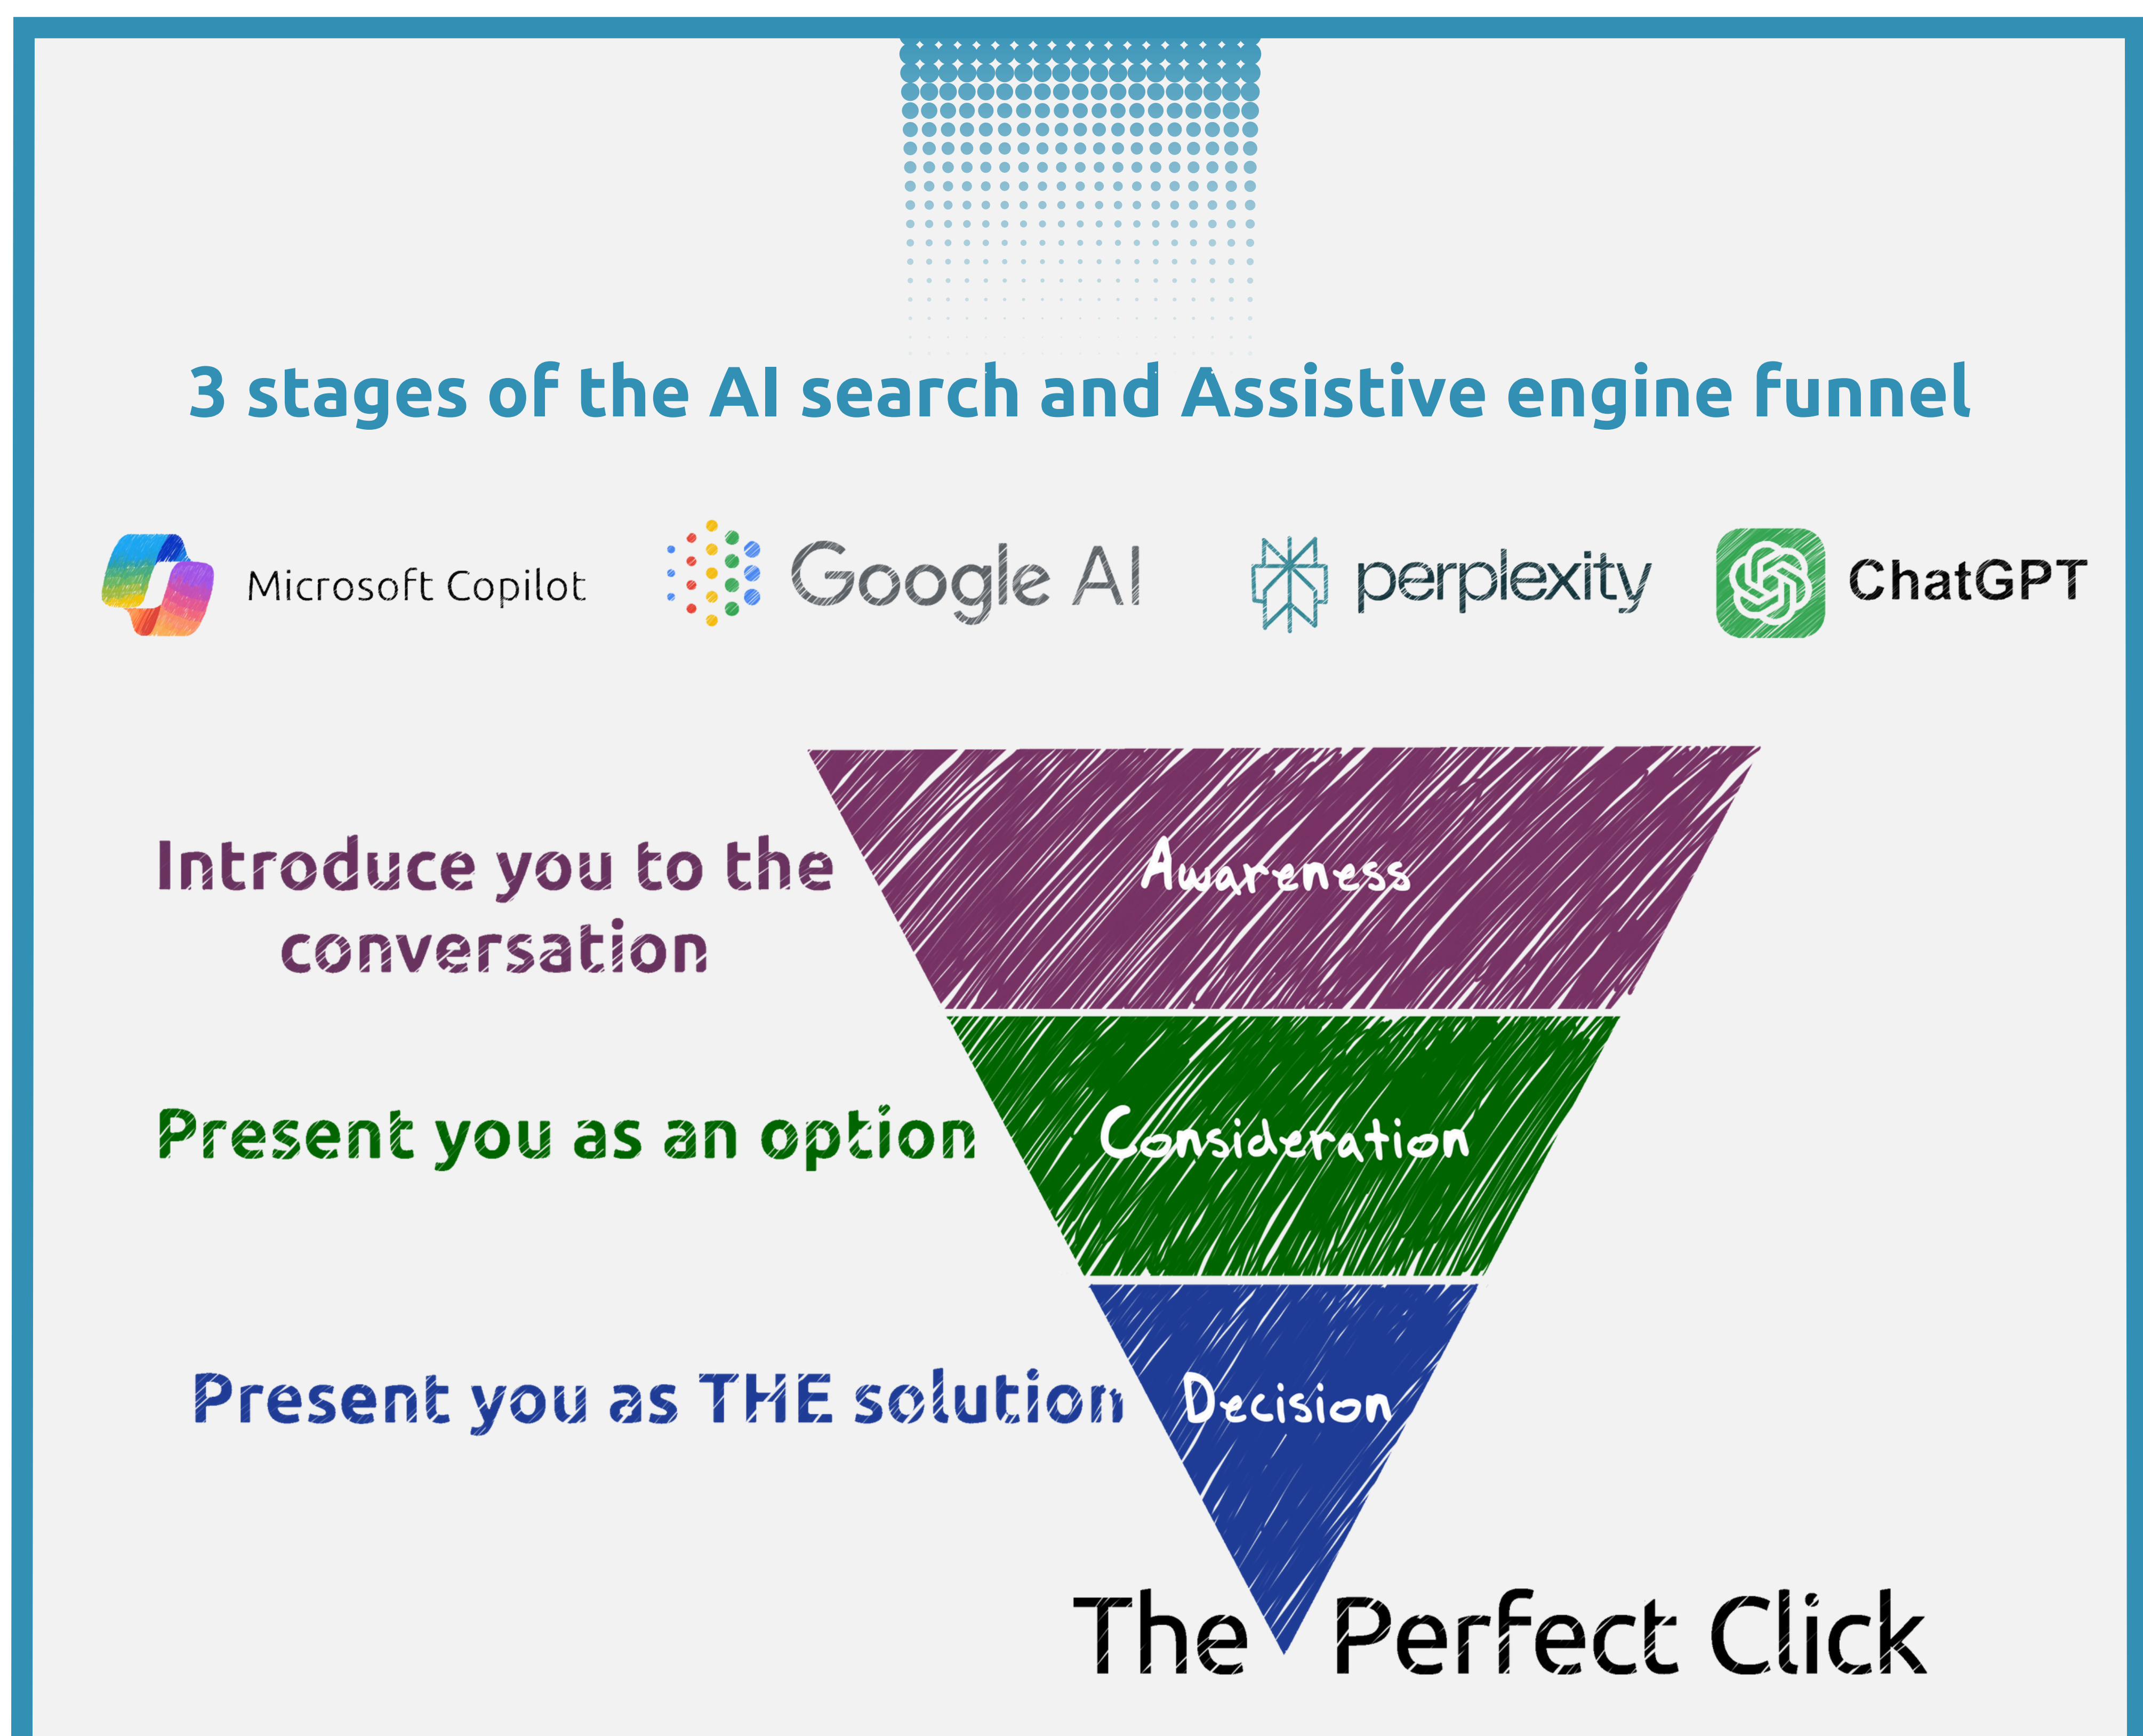 3 stages of the AI search and Assistive engine funnel
Microsoft Copilot
Google AI
perplexity
ChatGPT
Introduce you to the
conversation
Awareness
Present you as an option
Consideration
Present you as THE solution
Decision
The Perfect Click